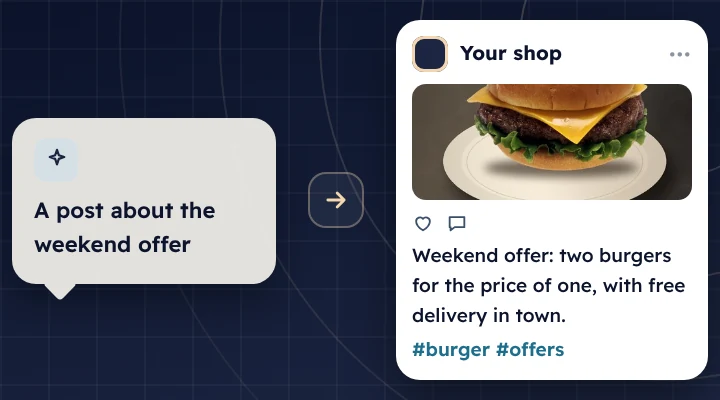 A post about the
weekend offer
Your shop
Weekend offer: two burgers
for the price of one, with free
delivery in town.
#burger #offers